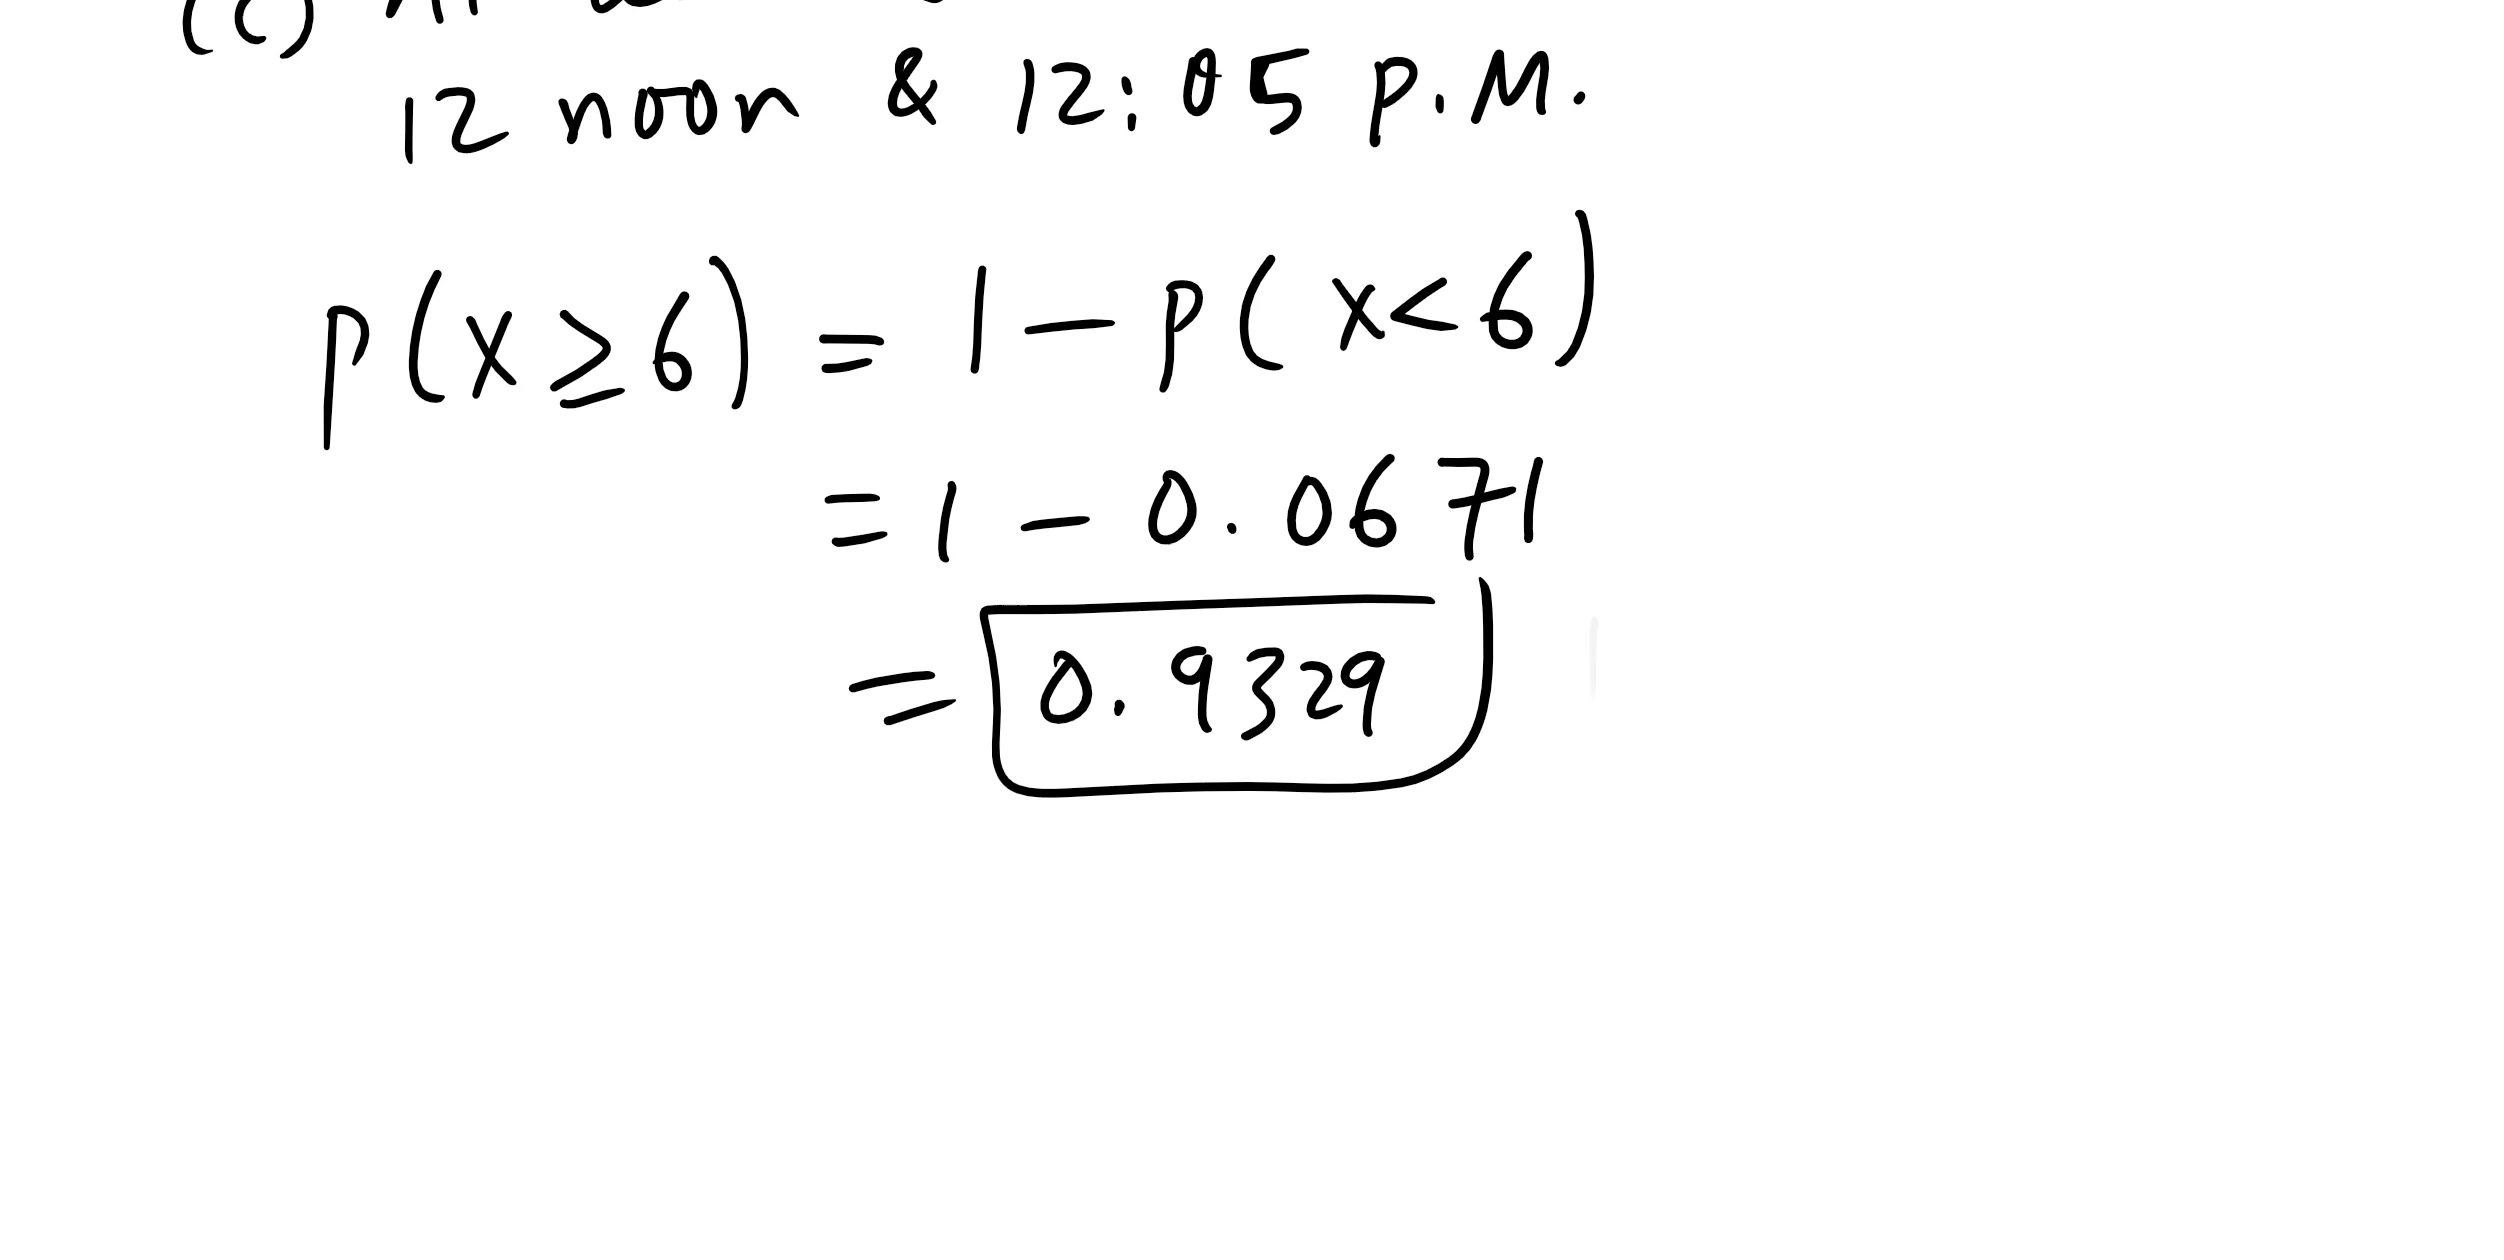 (c)
12 noon & 12:05 P.M.
P(x ≥ 6) = 1 - P(x < 6)
= 1 - 0.0671
= 0.9329